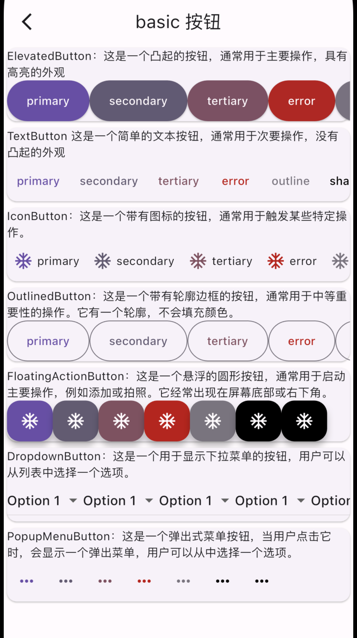 basic 按钮
ElevatedButton：这是一个凸起的按钮，通常用于主要操作，具有
高亮的外观
primary secondary tertiary error
TextButton 这是一个简单的文本按钮，通常用于次要操作，没有
凸起的外观
primary secondary tertiary error outline sha
IconButton：这是一个带有图标的按钮，通常用于触发某些特定操
作。
primary secondary tertiary error
OutlinedButton：这是一个带有轮廓边框的按钮，通常用于中等重
要性的操作。它有一个轮廓，不会填充颜色。
primary secondary tertiary error
FloatingActionButton：这是一个悬浮的圆形按钮，通常用于启动
主要操作，例如添加或拍照。它经常出现在屏幕底部或右下角。
DropdownButton：这是一个用于显示下拉菜单的按钮，用户可以
从列表中选择一个选项。
Option 1 Option 1 Option 1 Option 1 Option
PopupMenuButton：这是一个弹出式菜单按钮，当用户点击它
时，会显示一个弹出菜单，用户可以从中选择一个选项。